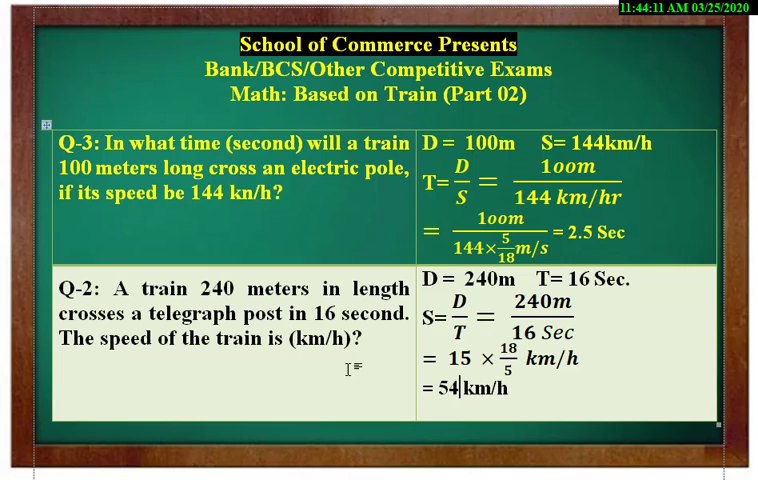 11:44:11 AM 03/25/2020
School of Commerce Presents
Bank/BCS/Other Competitive Exams
Math: Based on Train (Part 02)
Q-3: In what time (second) will a train
100 meters long cross an electric pole,
if its speed be 144 kn/h?
D = 100m S= 144km/h
T= D/S = 1oom/144 km/hr
= 1oom/144×5/18 m/s = 2.5 Sec
Q-2: A train 240 meters in length
crosses a telegraph post in 16 second.
The speed of the train is (km/h)?
D = 240m T= 16 Sec.
S= D/T = 240m/16 Sec
= 15 × 18/5 km/h
= 54 km/h